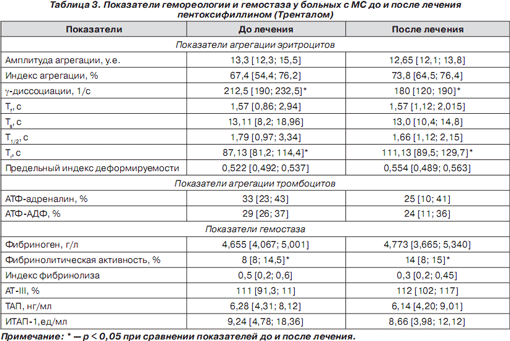 Таблица 3. Показатели гемореологии и гемостаза у больных с МС до и после лечения
пентоксифиллином (Тренталом)
Показатели До лечения После лечения
Показатели агрегации эритроцитов
Амплитуда агрегации, у.е. 13,3 [12,3; 15,5] 12,65 [12,1; 13,8]
Индекс агрегации, % 67,4 [54,4; 76,2] 73,8 [64,5; 76,4]
γ-диссоциации, 1/с 212,5 [190; 232,5]* 180 [120; 190]*
Tf, с 1,57 [0,86; 2,94] 1,57 [1,12; 2,015]
Ts, с 13,11 [8,2; 18,96] 13,0 [10,4; 14,8]
T1/2, с 1,79 [0,97; 3,34] 1,66 [1,12; 2,15]
Ti, с 87,13 [81,2; 114,4]* 111,13 [89,5; 129,7]*
Предельный индекс деформируемости 0,522 [0,492; 0,537] 0,554 [0,489; 0,563]
Показатели агрегации тромбоцитов
АТФ-адреналин, % 33 [23; 43] 25 [10; 41]
АТФ-АДФ, % 29 [26; 37] 24 [11; 36]
Показатели гемостаза
Фибриноген, г/л 4,655 [4,067; 5,001] 4,773 [3,665; 5,340]
Фибринолитическая активность, % 8 [8; 14,5]* 14 [8; 15]*
Индекс фибринолиза 0,5 [0,2; 0,6] 0,3 [0,2; 0,45]
АТ-III, % 111 [91,3; 11] 112 [102; 117]
ТАП, нг/мл 6,28 [4,31; 8,12] 6,14 [4,20; 9,01]
ИТАП-1,ед/мл 9,24 [4,78; 18,36] 8,66 [3,98; 12,12]
Примечание: * — p < 0,05 при сравнении показателей до и после лечения.